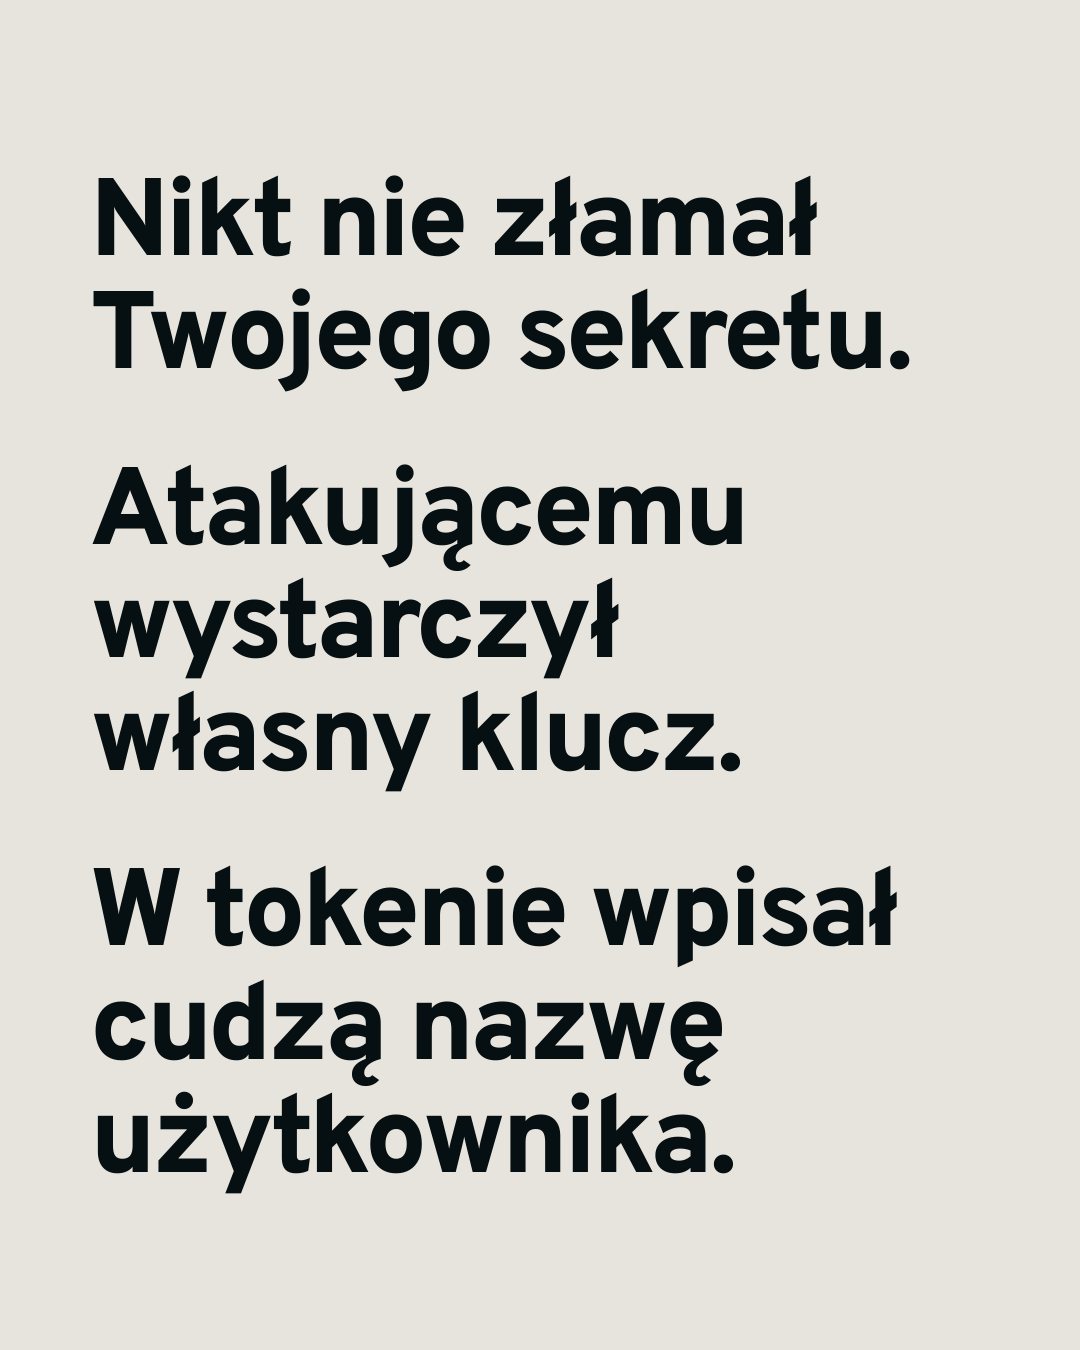 Nikt nie złamał
Twojego sekretu.
Atakującemu
wystarczył
własny klucz.
W tokenie wpisał
cudzą nazwę
użytkownika.